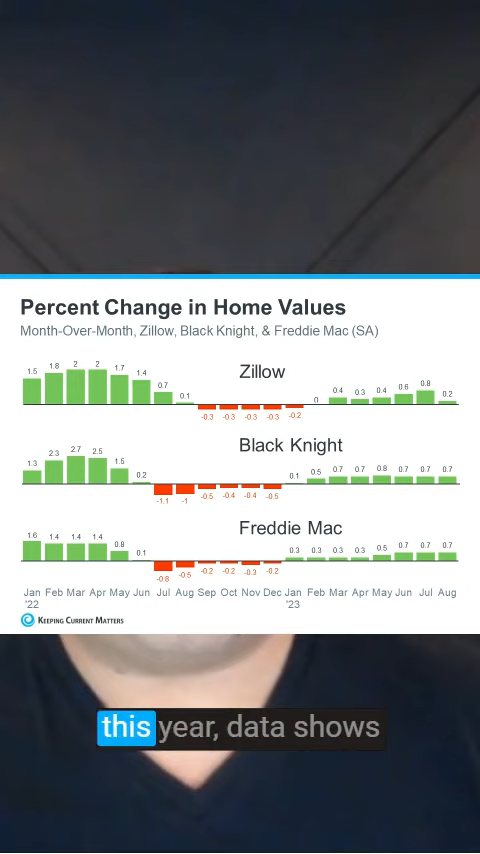 Percent Change in Home Values
Month-Over-Month, Zillow, Black Knight, & Freddie Mac (SA)
Zillow
1.5 1.8 2 2 1.7 1.4 0.7 0.1 -0.3 -0.3 -0.3 -0.3 -0.2 0 0.4 0.3 0.4 0.6 0.8 0.2
Black Knight
1.3 2.3 2.7 2.5 1.5 0.2 -1.1 -1 -0.5 -0.4 -0.4 -0.5 0.1 0.5 0.7 0.7 0.8 0.7 0.7 0.7
Freddie Mac
1.6 1.4 1.4 1.4 0.8 0.1 -0.8 -0.5 -0.2 -0.2 -0.3 -0.2 0.3 0.3 0.3 0.3 0.5 0.7 0.7 0.7
Jan Feb Mar Apr May Jun Jul Aug Sep Oct Nov Dec Jan Feb Mar Apr May Jun Jul Aug
'22 '23
KEEPING CURRENT MATTERS
this year, data shows